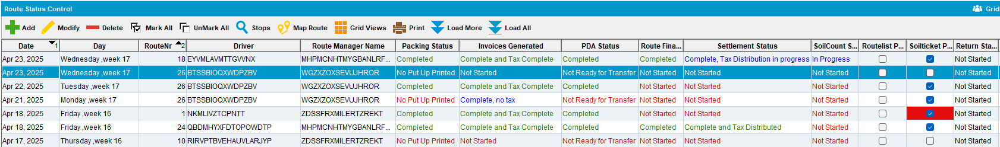 Route Status Control Grid
Add Modify Delete Mark All UnMark All Stops Map Route Grid Views Print Load More Load All
Date 1 Day RouteNr 2 Driver Route Manager Name Packing Status Invoices Generated PDA Status Route Fina... Settlement Status SoilCount S... Routelist P... Soilticket P... Return Sta...
Apr 23, 2025 Wednesday ,week 17 18 EYVMLAVMTTGVVNX MHPMCNHTMYGBANLRF... Completed Complete and Tax Complete Completed Completed Complete, Tax Distribution in progress In Progress Not Started
Apr 23, 2025 Wednesday ,week 17 26 BTSSBIOQXWDPZBV WGZXZOXSEVUJHROR No Put Up Printed Not Started Not Ready for Transfer Not Started Not Started Not Started Not Started
Apr 22, 2025 Tuesday ,week 17 26 BTSSBIOQXWDPZBV WGZXZOXSEVUJHROR Completed Complete and Tax Complete Completed Not Started Not Started Not Started Not Started
Apr 21, 2025 Monday ,week 17 26 BTSSBIOQXWDPZBV WGZXZOXSEVUJHROR No Put Up Printed Complete, no tax Not Ready for Transfer Not Started Not Started Not Started Not Started
Apr 18, 2025 Friday ,week 16 1 NKMLIVZTCPNTT ZDSSFRXMILERTZREKT Completed Complete and Tax Complete Completed Not Started Not Started Not Started Not Started
Apr 18, 2025 Friday ,week 16 24 QBDMHYXFDTOPOWDTP MHPMCNHTMYGBANLRF... Completed Complete and Tax Complete Completed Completed Complete and Tax Distributed Not Started Not Started
Apr 17, 2025 Thursday ,week 16 10 RIRVPTBVEHAUVLARJYP ZDSSFRXMILERTZREKT No Put Up Printed Not Started Not Ready for Transfer Not Started Not Started Not Started Not Started